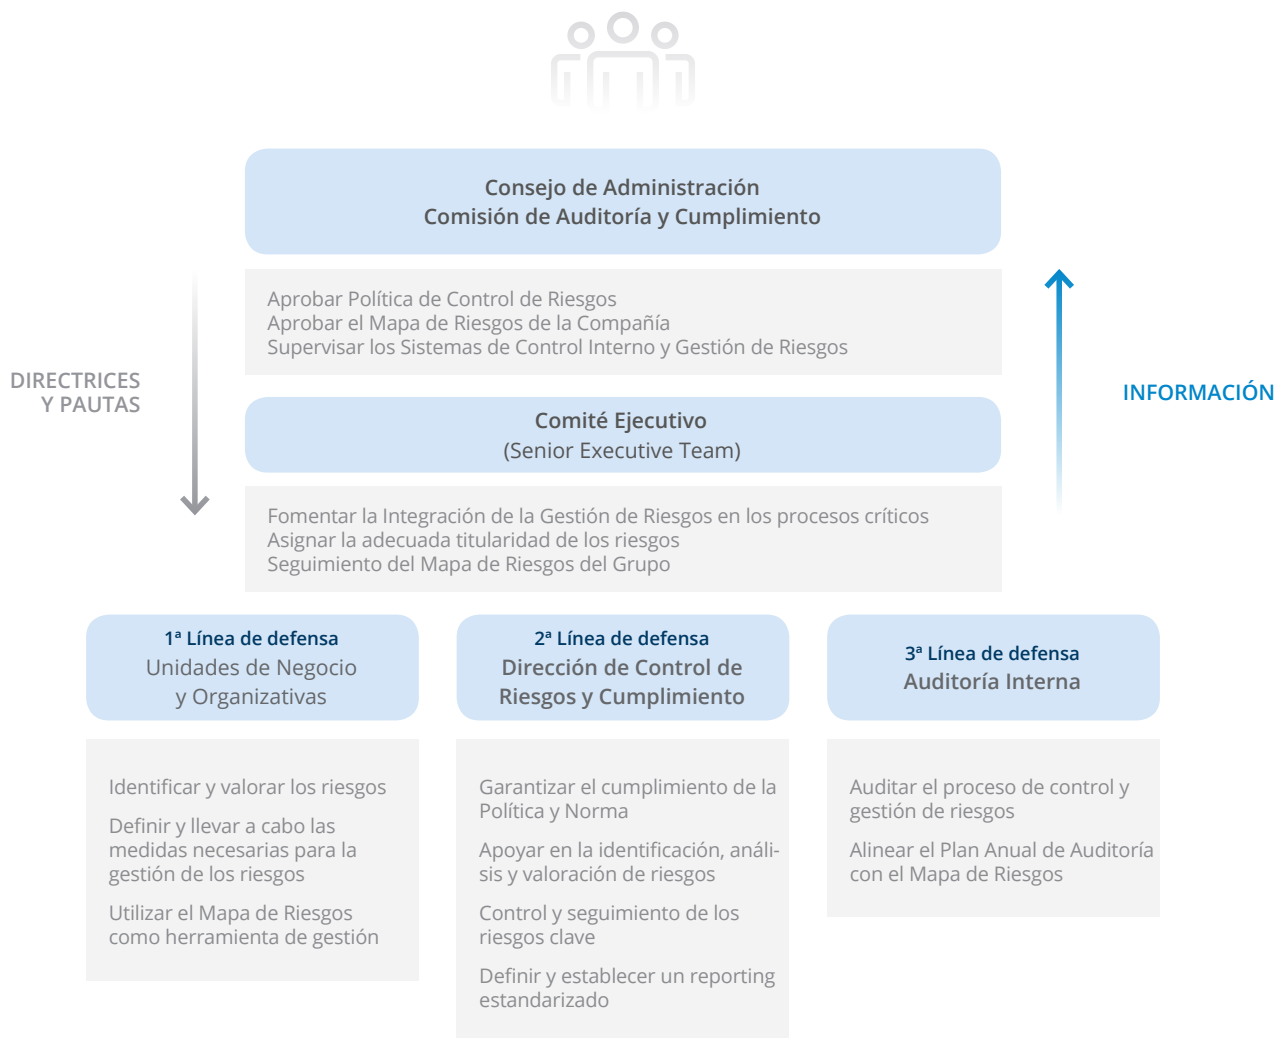 Consejo de Administración
Comisión de Auditoría y Cumplimiento
Aprobar Política de Control de Riesgos
Aprobar el Mapa de Riesgos de la Compañía
Supervisar los Sistemas de Control Interno y Gestión de Riesgos
DIRECTRICES
Y PAUTAS
INFORMACIÓN
Comité Ejecutivo
(Senior Executive Team)
Fomentar la Integración de la Gestión de Riesgos en los procesos críticos
Asignar la adecuada titularidad de los riesgos
Seguimiento del Mapa de Riesgos del Grupo
1ª Línea de defensa
Unidades de Negocio
y Organizativas
Identificar y valorar los riesgos
Definir y llevar a cabo las
medidas necesarias para la
gestión de los riesgos
Utilizar el Mapa de Riesgos
como herramienta de gestión
2ª Línea de defensa
Dirección de Control de
Riesgos y Cumplimiento
Garantizar el cumplimiento de la
Política y Norma
Apoyar en la identificación, análi-
sis y valoración de riesgos
Control y seguimiento de los
riesgos clave
Definir y establecer un reporting
estandarizado
3ª Línea de defensa
Auditoría Interna
Auditar el proceso de control y
gestión de riesgos
Alinear el Plan Anual de Auditoría
con el Mapa de Riesgos